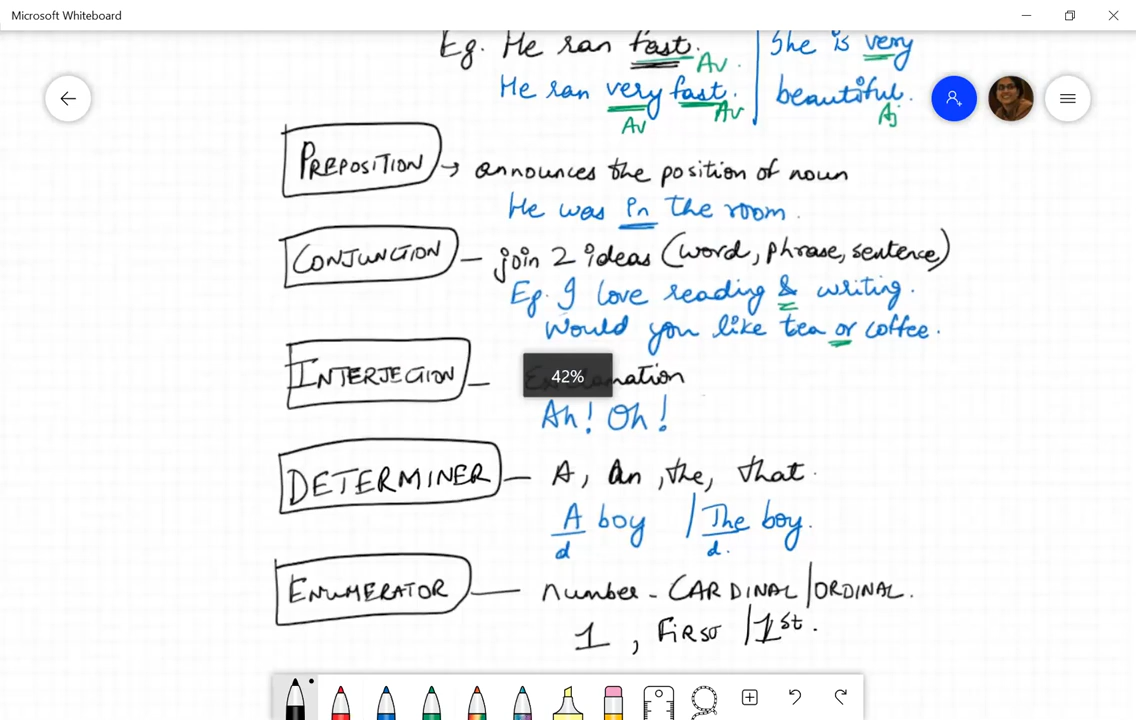 Microsoft Whiteboard
Eg. He ran fast. She is very
Av.
He ran very fast. beautiful.
Av Av Aj
PREPOSITION → announces the position of noun
He was in the room.
CONJUNCTION - join 2 ideas (word, phrase, sentence)
Eg. I love reading & writing.
Would you like tea or coffee.
INTERJECTION - Exclamation
42%
Ah! Oh!
DETERMINER - A, an, the, that.
A boy / The boy.
d d.
ENUMERATOR - number - CARDINAL / ORDINAL.
1, FIRST / 1st.